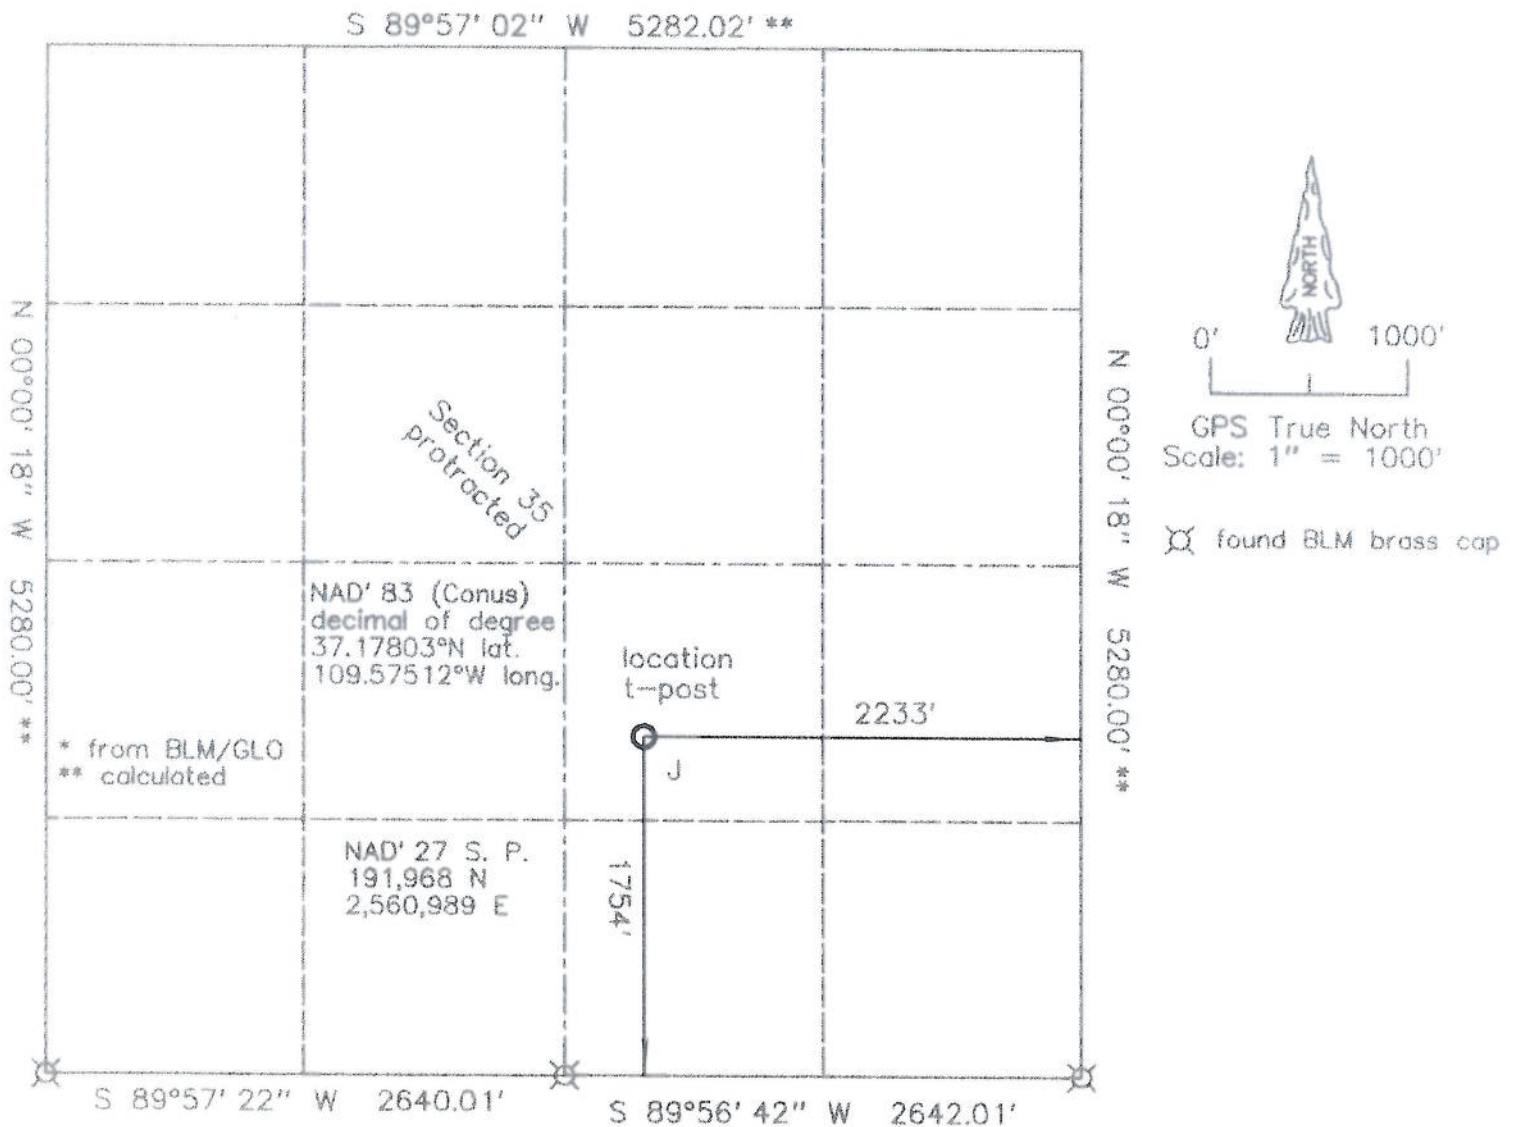 S 89°57' 02" W 5282.02' **
N 00°00' 18" W 5280.00' **
Section 35
protracted
NAD' 83 (Conus)
decimal of degree
37.17803°N lat.
109.57512°W long.
location
t-post
2233'
J
* from BLM/GLO
** calculated
NAD' 27 S. P.
191,968 N
2,560,989 E
1754'
N 00°00' 18" W 5280.00' **
S 89°57' 22" W 2640.01'
S 89°56' 42" W 2642.01'
NORTH
0' 1000'
GPS True North
Scale: 1" = 1000'
found BLM brass cap